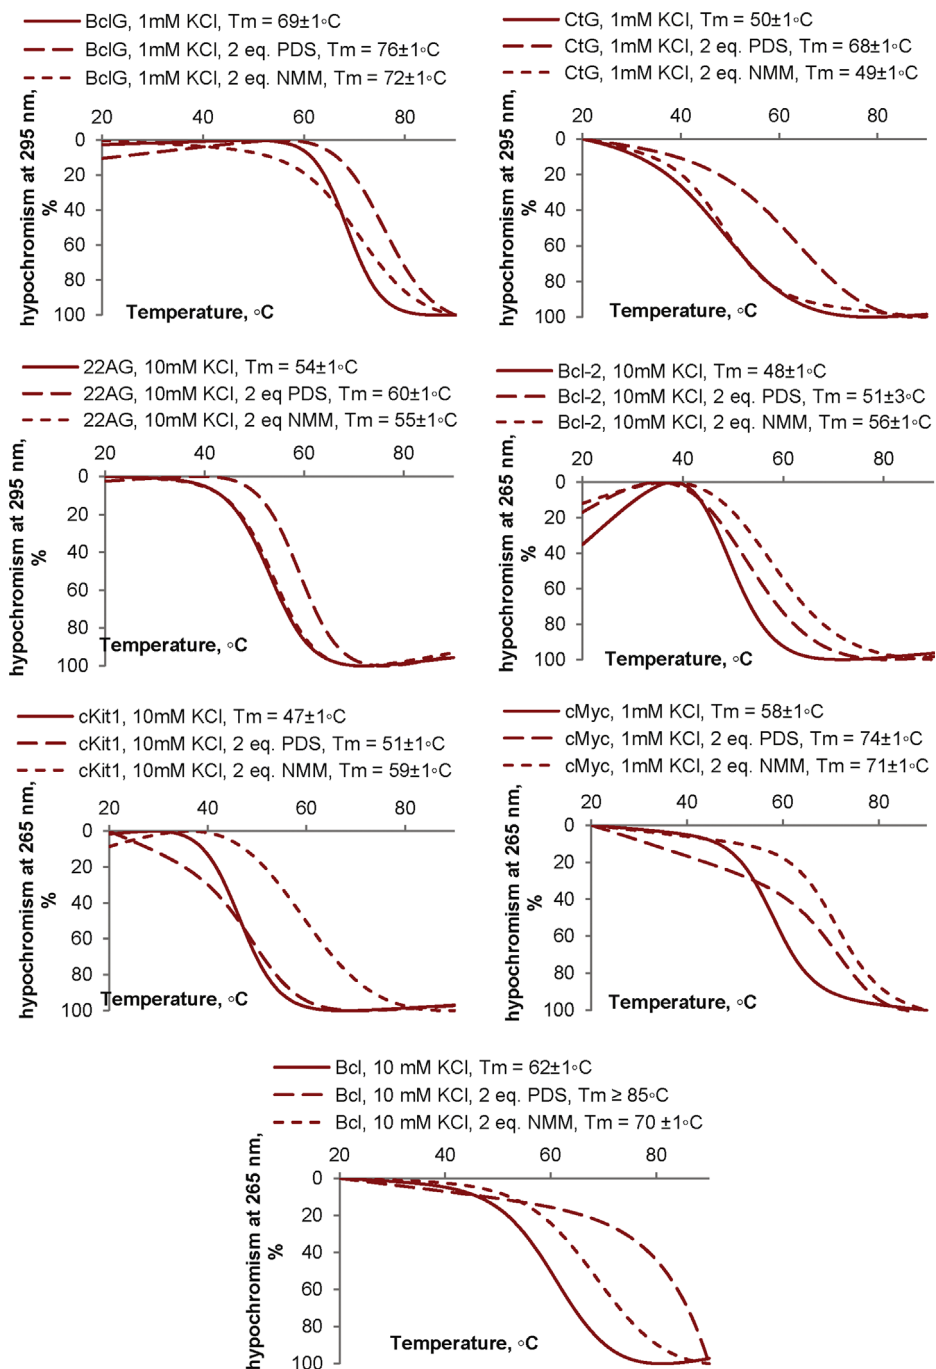 BclG, 1mM KCl, Tm = 69±1∘C
BclG, 1mM KCl, 2 eq. PDS, Tm = 76±1∘C
BclG, 1mM KCl, 2 eq. NMM, Tm = 72±1∘C
20 40 60 80
0
20
40
60
80
100
hypochromism at 295 nm,
%
Temperature, ∘C
CtG, 1mM KCl, Tm = 50±1∘C
CtG, 1mM KCl, 2 eq. PDS, Tm = 68±1∘C
CtG, 1mM KCl, 2 eq. NMM, Tm = 49±1∘C
20 40 60 80
0
20
40
60
80
100
hypochromism at 295 nm,
%
Temperature, ∘C
22AG, 10mM KCl, Tm = 54±1∘C
22AG, 10mM KCl, 2 eq PDS, Tm = 60±1∘C
22AG, 10mM KCl, 2 eq NMM, Tm = 55±1∘C
20 40 60 80
0
20
40
60
80
100
hypochromism at 295 nm,
%
Temperature, ∘C
Bcl-2, 10mM KCl, Tm = 48±1∘C
Bcl-2, 10mM KCl, 2 eq. PDS, Tm = 51±3∘C
Bcl-2, 10mM KCl, 2 eq. NMM, Tm = 56±1∘C
20 40 60 80
0
20
40
60
80
100
hypochromism at 265 nm,
%
Temperature, ∘C
cKit1, 10mM KCl, Tm = 47±1∘C
cKit1, 10mM KCl, 2 eq. PDS, Tm = 51±1∘C
cKit1, 10mM KCl, 2 eq. NMM, Tm = 59±1∘C
20 40 60 80
0
20
40
60
80
100
hypochromism at 265 nm,
%
Temperature, ∘C
cMyc, 1mM KCl, Tm = 58±1∘C
cMyc, 1mM KCl, 2 eq. PDS, Tm = 74±1∘C
cMyc, 1mM KCl, 2 eq. NMM, Tm = 71±1∘C
20 40 60 80
0
20
40
60
80
100
hypochromism at 265 nm,
%
Temperature, ∘C
Bcl, 10 mM KCl, Tm = 62±1∘C
Bcl, 10 mM KCl, 2 eq. PDS, Tm ≥ 85∘C
Bcl, 10 mM KCl, 2 eq. NMM, Tm = 70 ±1∘C
20 40 60 80
0
20
40
60
80
100
hypochromism at 265 nm,
%
Temperature, ∘C